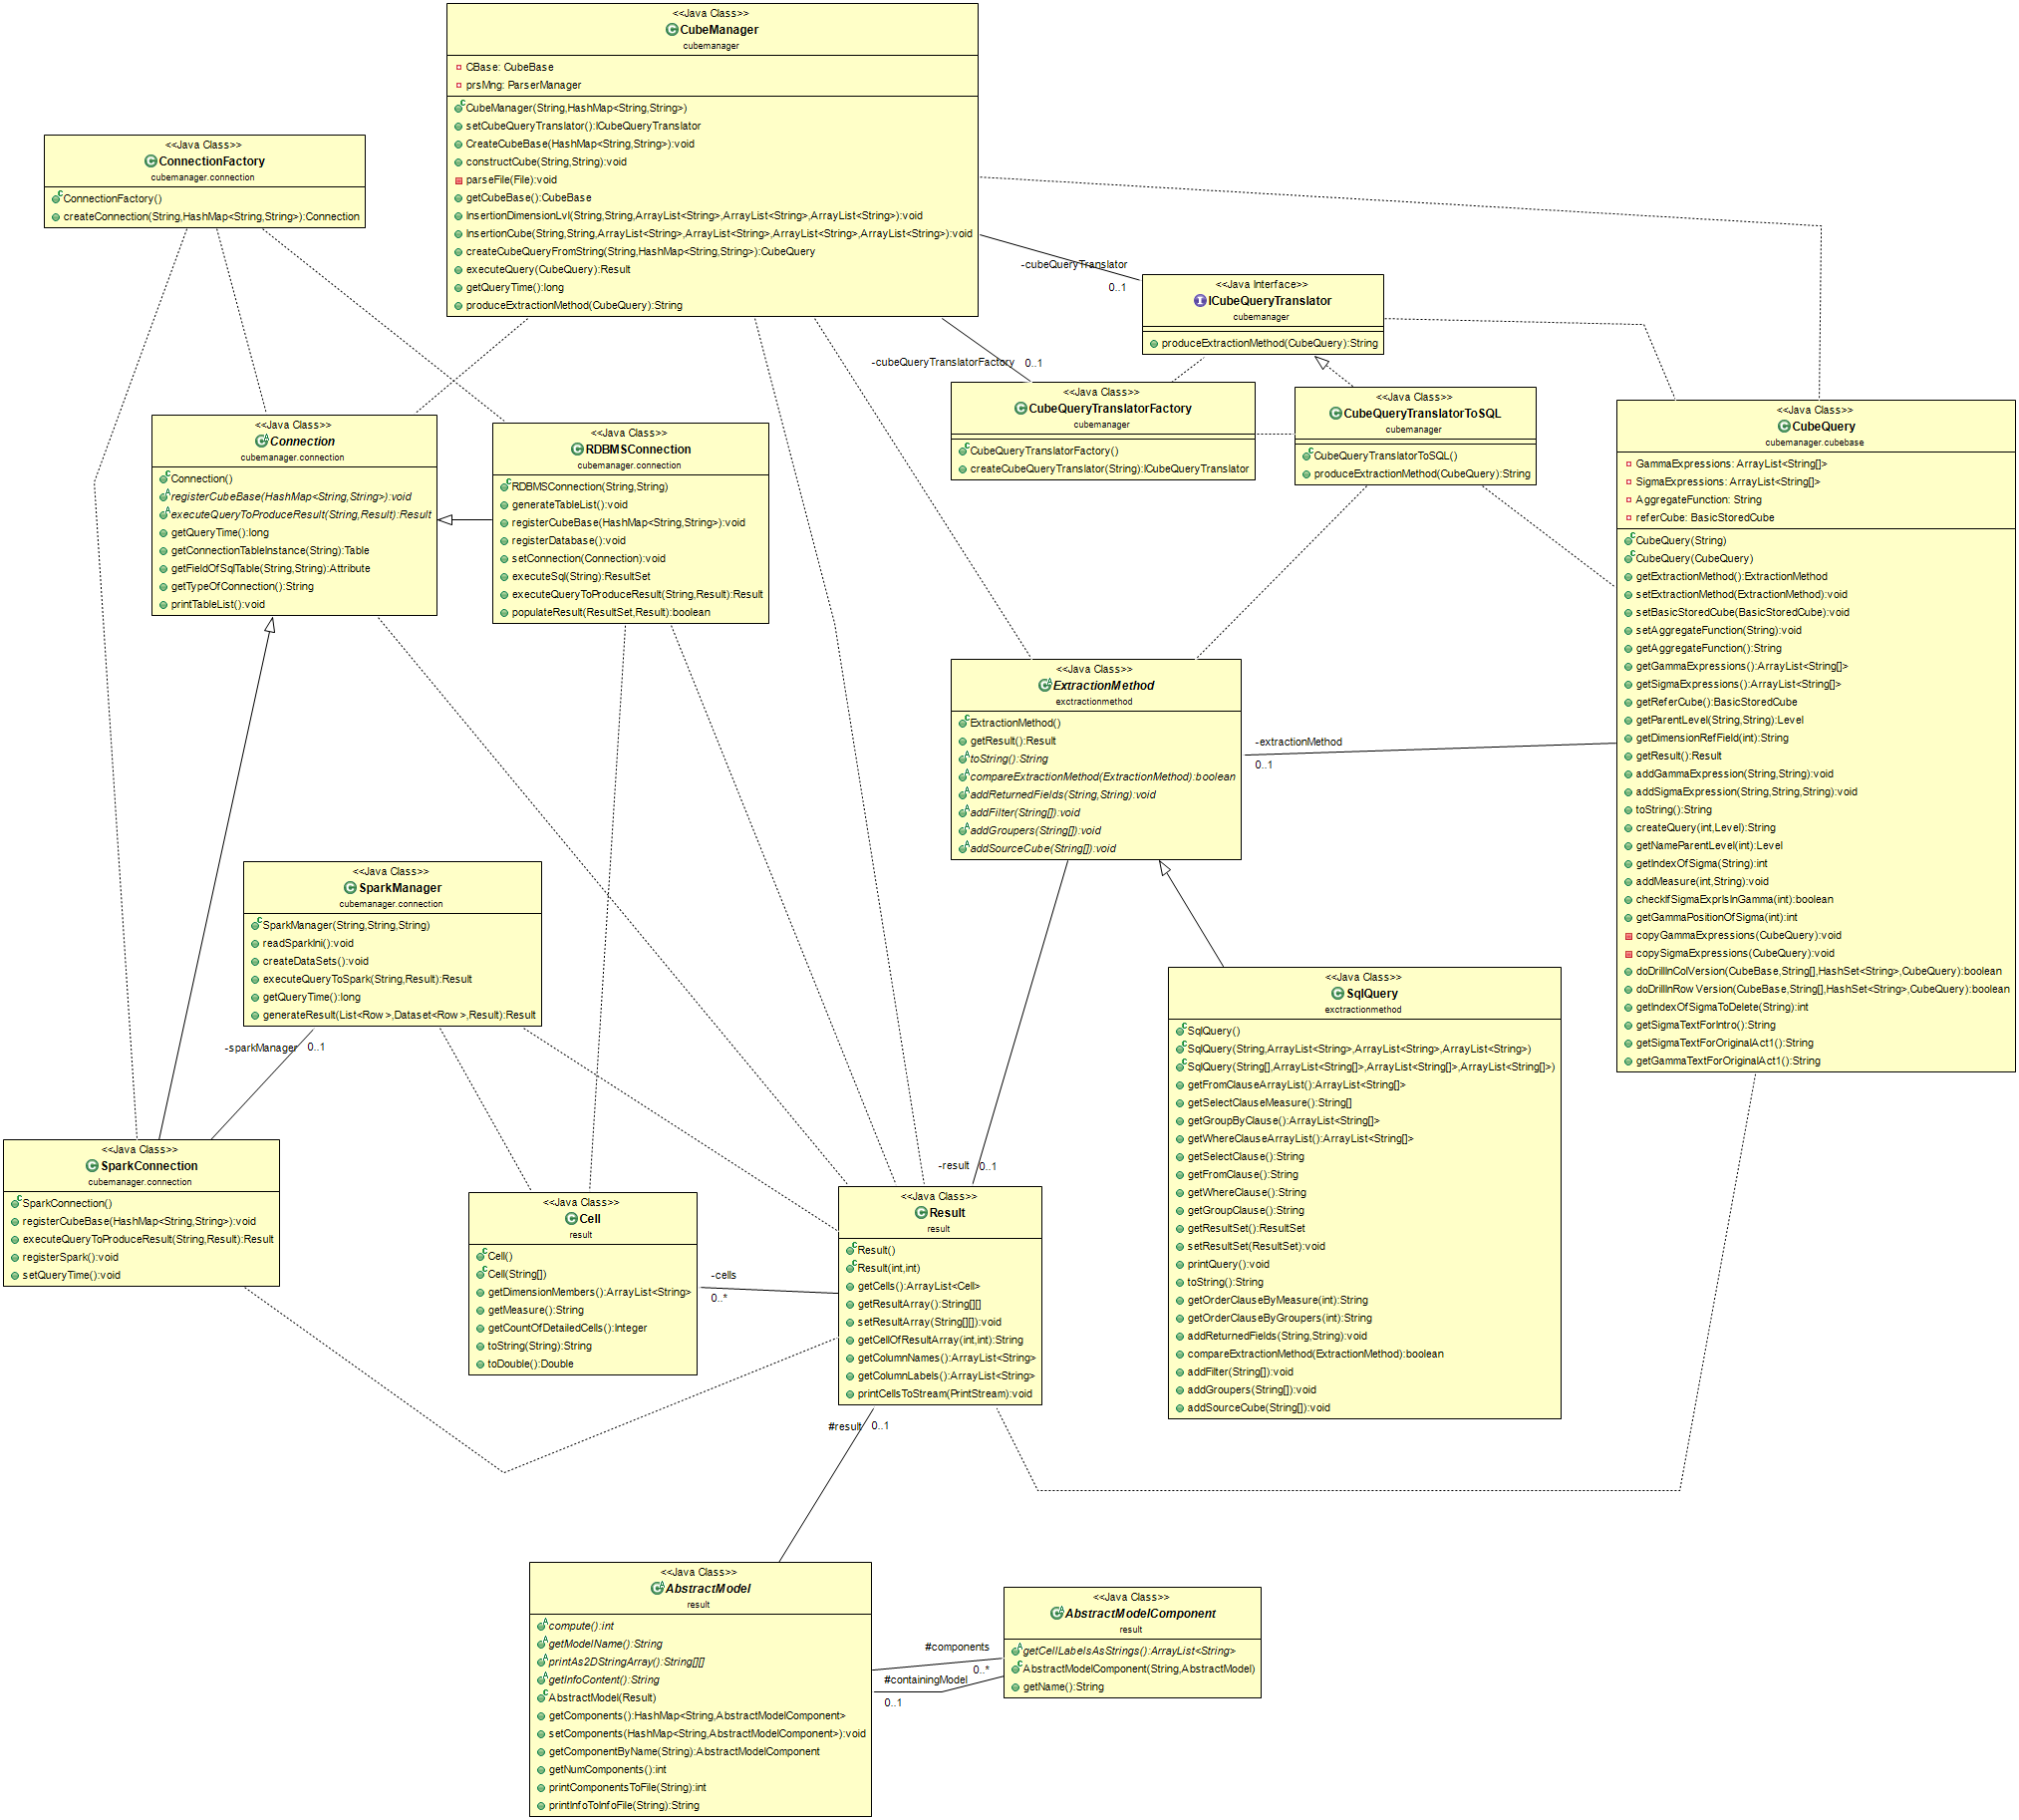 <<Java Class>>
CubeManager
cubemanager
CBase: CubeBase
prsMng: ParserManager
CubeManager(String,HashMap<String,String>)
setCubeQueryTranslator():ICubeQueryTranslator
CreateCubeBase(HashMap<String,String>):void
constructCube(String,String):void
parseFile(File):void
getCubeBase():CubeBase
InsertionDimensionLvl(String,String,ArrayList<String>,ArrayList<String>,ArrayList<String>):void
InsertionCube(String,String,ArrayList<String>,ArrayList<String>,ArrayList<String>,ArrayList<String>):void
createCubeQueryFromString(String,HashMap<String,String>):CubeQuery
executeQuery(CubeQuery):Result
getQueryTime():long
produceExtractionMethod(CubeQuery):String
<<Java Class>>
ConnectionFactory
cubemanager.connection
ConnectionFactory()
createConnection(String,HashMap<String,String>):Connection
-cubeQueryTranslator
0..1
<<Java Interface>>
ICubeQueryTranslator
cubemanager
produceExtractionMethod(CubeQuery):String
-cubeQueryTranslatorFactory
0..1
<<Java Class>>
CubeQueryTranslatorFactory
cubemanager
CubeQueryTranslatorFactory()
createCubeQueryTranslator(String):ICubeQueryTranslator
<<Java Class>>
CubeQueryTranslatorToSQL
cubemanager
CubeQueryTranslatorToSQL()
produceExtractionMethod(CubeQuery):String
<<Java Class>>
CubeQuery
cubemanager.cubebase
GammaExpressions: ArrayList<String[]>
SigmaExpressions: ArrayList<String[]>
AggregateFunction: String
referCube: BasicStoredCube
CubeQuery(String)
CubeQuery(CubeQuery)
getExtractionMethod():ExtractionMethod
setExtractionMethod(ExtractionMethod):void
setBasicStoredCube(BasicStoredCube):void
setAggregateFunction(String):void
getAggregateFunction():String
getGammaExpressions():ArrayList<String[]>
getSigmaExpressions():ArrayList<String[]>
getReferCube():BasicStoredCube
getParentLevel(String,String):Level
getDimensionRefField(int):String
getResult():Result
addGammaExpression(String,String):void
addSigmaExpression(String,String,String):void
toString():String
createQuery(int,Level):String
getNameParentLevel(int):Level
getIndexOfSigma(String):int
addMeasure(int,String):void
checkIfSigmaExprIsInGamma(int):boolean
getGammaPositionOfSigma(int):int
copyGammaExpressions(CubeQuery):void
copySigmaExpressions(CubeQuery):void
doDrillInColVersion(CubeBase,String[],HashSet<String>,CubeQuery):boolean
doDrillInRowVersion(CubeBase,String[],HashSet<String>,CubeQuery):boolean
getIndexOfSigmaToDelete(String):int
getSigmaTextForIntro():String
getSigmaTextForOriginalAct1():String
getGammaTextForOriginalAct1():String
<<Java Class>>
Connection
cubemanager.connection
Connection()
registerCubeBase(HashMap<String,String>):void
executeQueryToProduceResult(String,Result):Result
getQueryTime():long
getConnectionTableInstance(String):Table
getFieldOfSqlTable(String,String):Attribute
getTypeOfConnection():String
printTableList():void
<<Java Class>>
RDBMSConnection
cubemanager.connection
RDBMSConnection(String,String)
generateTableList():void
registerCubeBase(HashMap<String,String>):void
registerDatabase():void
setConnection(Connection):void
executeSql(String):ResultSet
executeQueryToProduceResult(String,Result):Result
populateResult(ResultSet,Result):boolean
<<Java Class>>
ExtractionMethod
exctractionmethod
ExtractionMethod()
getResult():Result
toString():String
compareExtractionMethod(ExtractionMethod):boolean
addReturnedFields(String,String):void
addFilter(String[]):void
addGroupers(String[]):void
addSourceCube(String[]):void
-extractionMethod
0..1
<<Java Class>>
SparkManager
cubemanager.connection
SparkManager(String,String,String)
readSparkIni():void
createDataSets():void
executeQueryToSpark(String,Result):Result
getQueryTime():long
generateResult(List<Row>,Dataset<Row>,Result):Result
-sparkManager
0..1
<<Java Class>>
SqlQuery
exctractionmethod
SqlQuery()
SqlQuery(String,ArrayList<String>,ArrayList<String>,ArrayList<String>)
SqlQuery(String[],ArrayList<String[]>,ArrayList<String[]>,ArrayList<String[]>)
getFromClauseArrayList():ArrayList<String[]>
getSelectClauseMeasure():String[]
getGroupByClause():ArrayList<String[]>
getWhereClauseArrayList():ArrayList<String[]>
getSelectClause():String
getFromClause():String
getWhereClause():String
getGroupClause():String
getResultSet():ResultSet
setResultSet(ResultSet):void
printQuery():void
toString():String
getOrderClauseByMeasure(int):String
getOrderClauseByGroupers(int):String
addReturnedFields(String,String):void
compareExtractionMethod(ExtractionMethod):boolean
addFilter(String[]):void
addGroupers(String[]):void
addSourceCube(String[]):void
<<Java Class>>
SparkConnection
cubemanager.connection
SparkConnection()
registerCubeBase(HashMap<String,String>):void
executeQueryToProduceResult(String,Result):Result
registerSpark():void
setQueryTime():void
<<Java Class>>
Cell
result
Cell()
Cell(String[])
getDimensionMembers():ArrayList<String>
getMeasure():String
getCountOfDetailedCells():Integer
toString(String):String
toDouble():Double
-cells
0..*
-result
0..1
<<Java Class>>
Result
result
Result()
Result(int,int)
getCells():ArrayList<Cell>
getResultArray():String[][]
setResultArray(String[][]):void
getCellOfResultArray(int,int):String
getColumnNames():ArrayList<String>
getColumnLabels():ArrayList<String>
printCellsToStream(PrintStream):void
#result
0..1
<<Java Class>>
AbstractModel
result
compute():int
getModelName():String
printAs2DStringArray():String[][]
getInfoContent():String
AbstractModel(Result)
getComponents():HashMap<String,AbstractModelComponent>
setComponents(HashMap<String,AbstractModelComponent>):void
getComponentByName(String):AbstractModelComponent
getNumComponents():int
printComponentsToFile(String):int
printInfoToInfoFile(String):String
#components
0..*
#containingModel
0..1
<<Java Class>>
AbstractModelComponent
result
getCellLabelsAsStrings():ArrayList<String>
AbstractModelComponent(String,AbstractModel)
getName():String